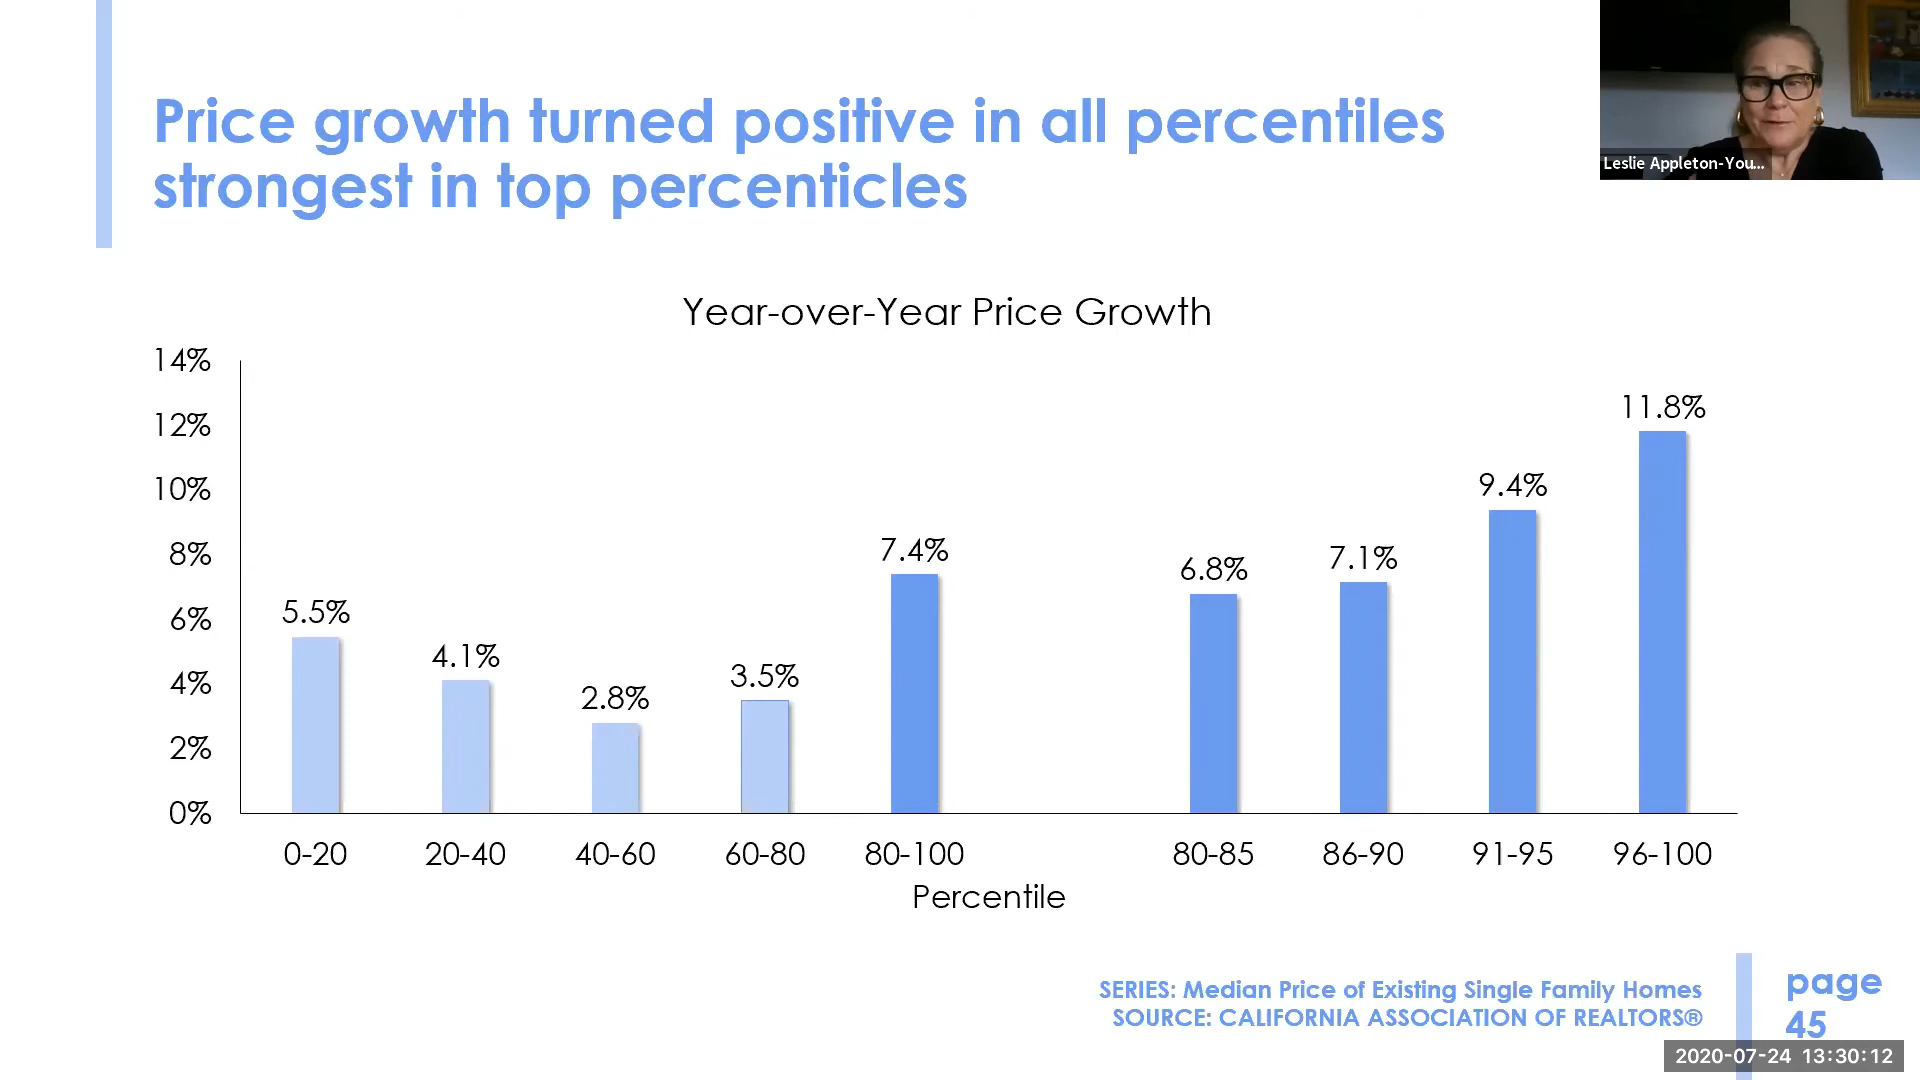 Price growth turned positive in all percentiles
strongest in top percenticles
Leslie Appleton-You...
Year-over-Year Price Growth
14%
12%
10%
8%
6%
4%
2%
0%
5.5%
4.1%
2.8%
3.5%
7.4%
6.8%
7.1%
9.4%
11.8%
0-20 20-40 40-60 60-80 80-100 80-85 86-90 91-95 96-100
Percentile
SERIES: Median Price of Existing Single Family Homes
SOURCE: CALIFORNIA ASSOCIATION OF REALTORS®
page
45
2020-07-24 13:30:12